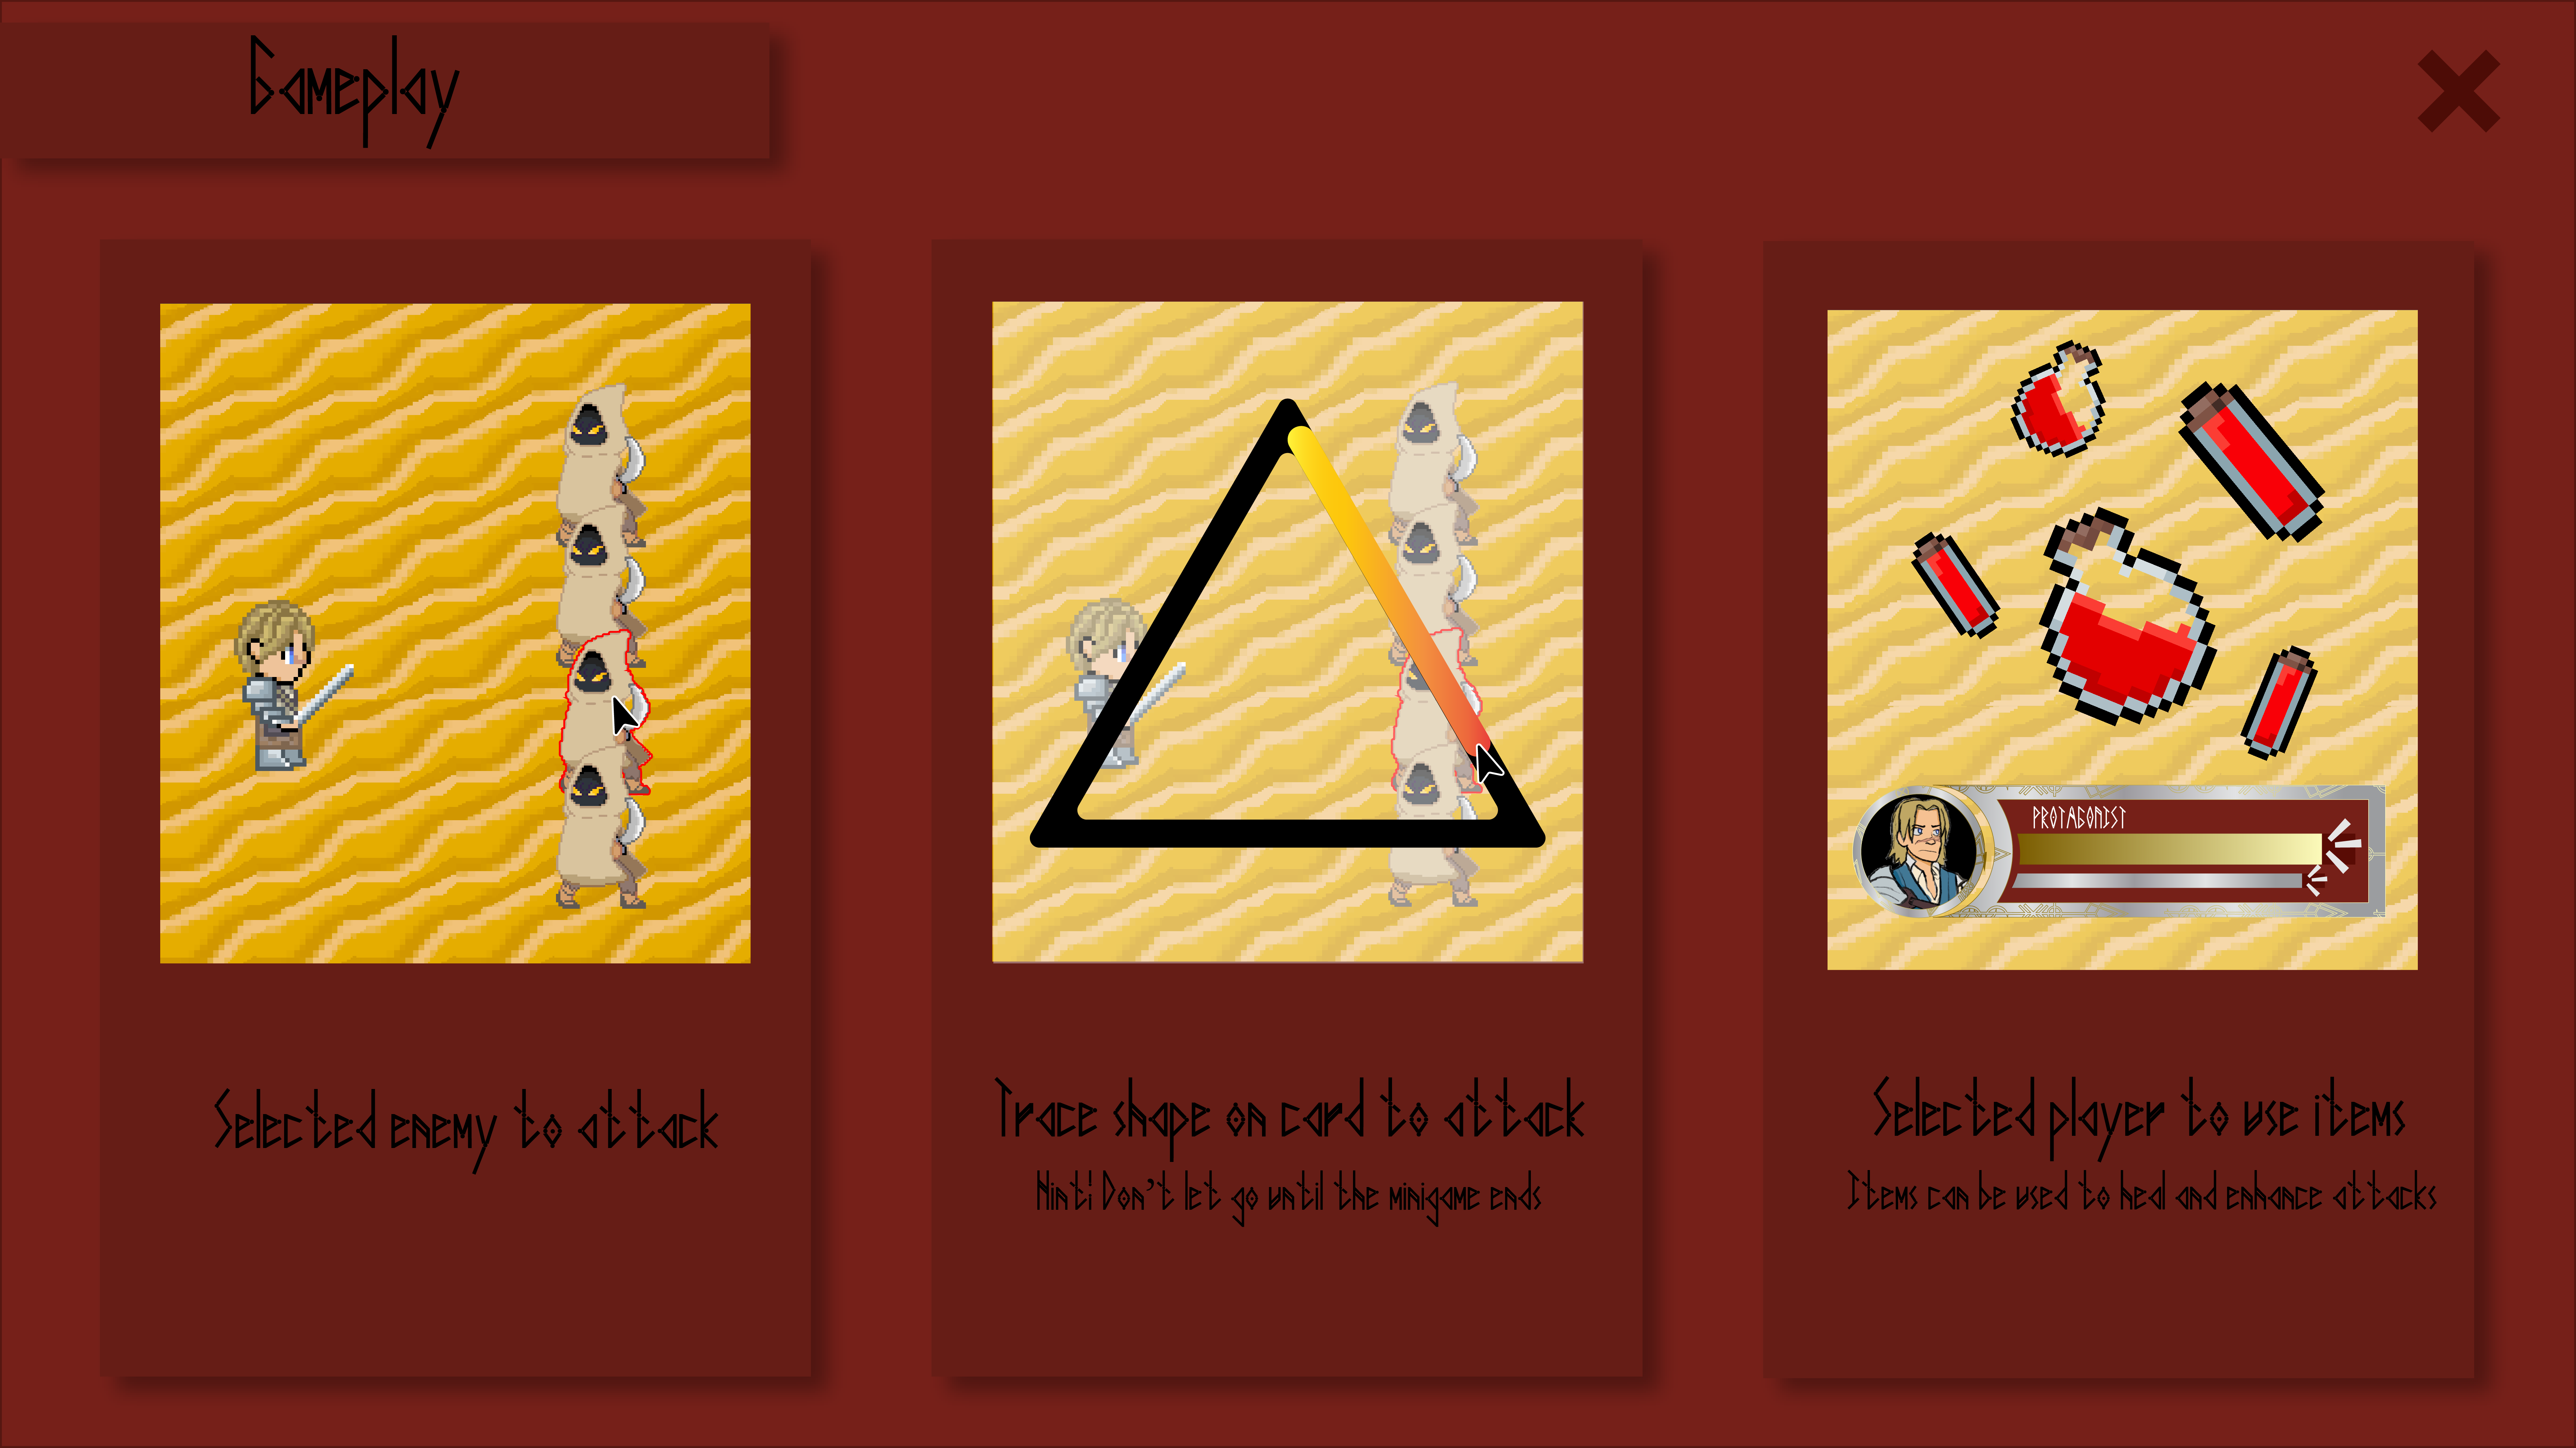 Gameplay
Selected enemy to attack
Trace shape on card to attack
Hint! Don't let go until the minigame ends
PROTAGONIST
Selected player to use items
Items can be used to heal and enhance attacks